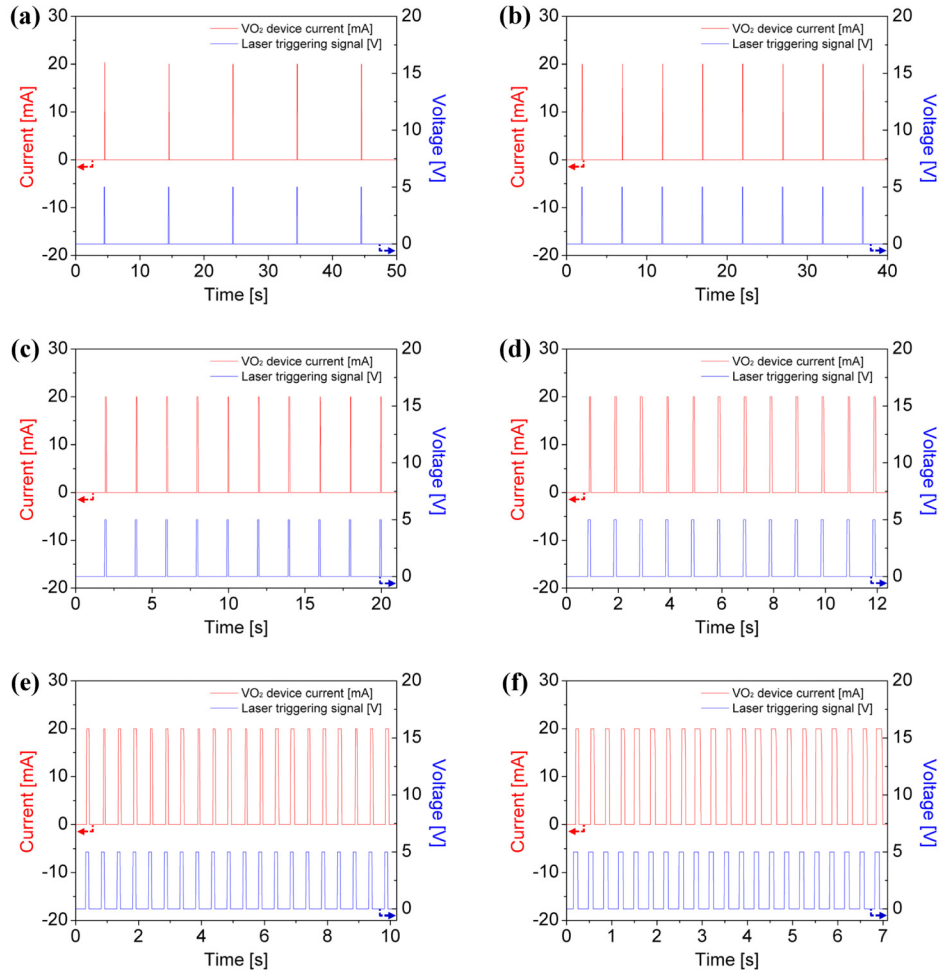 (a)
VO₂ device current [mA]
Laser triggering signal [V]
30
20
10
0
-10
-20
Current [mA]
20
15
10
5
0
Voltage [V]
0 10 20 30 40 50
Time [s]
(b)
VO₂ device current [mA]
Laser triggering signal [V]
30
20
10
0
-10
-20
Current [mA]
20
15
10
5
0
Voltage [V]
0 10 20 30 40
Time [s]
(c)
VO₂ device current [mA]
Laser triggering signal [V]
30
20
10
0
-10
-20
Current [mA]
20
15
10
5
0
Voltage [V]
0 5 10 15 20
Time [s]
(d)
VO₂ device current [mA]
Laser triggering signal [V]
30
20
10
0
-10
-20
Current [mA]
20
15
10
5
0
Voltage [V]
0 2 4 6 8 10 12
Time [s]
(e)
VO₂ device current [mA]
Laser triggering signal [V]
30
20
10
0
-10
-20
Current [mA]
20
15
10
5
0
Voltage [V]
0 2 4 6 8 10
Time [s]
(f)
VO₂ device current [mA]
Laser triggering signal [V]
30
20
10
0
-10
-20
Current [mA]
20
15
10
5
0
Voltage [V]
0 1 2 3 4 5 6 7
Time [s]